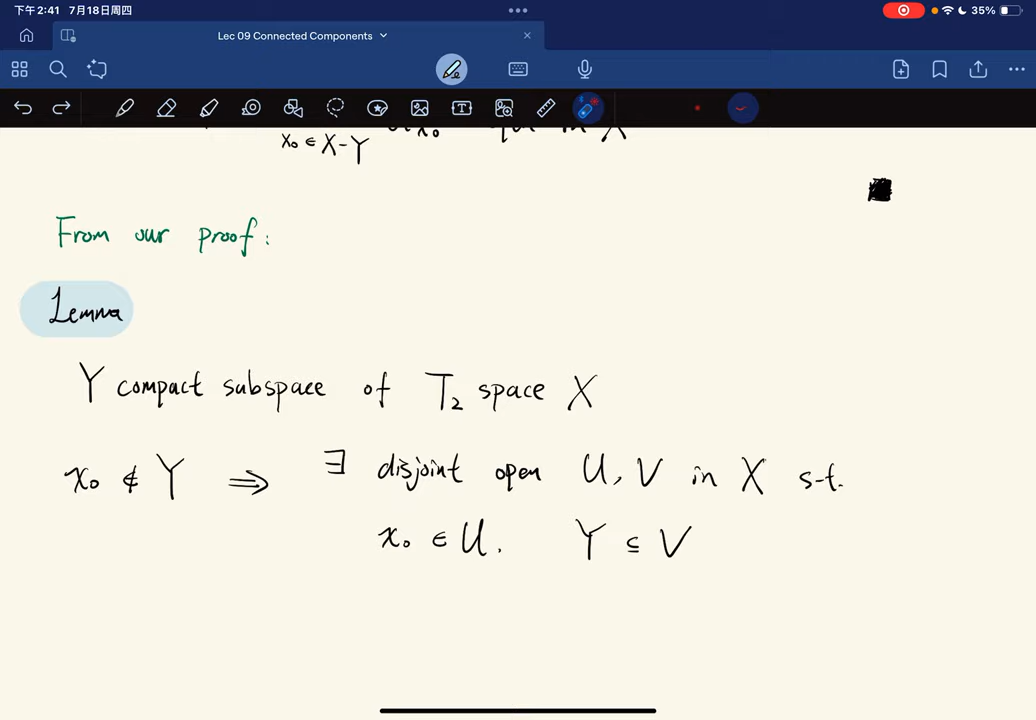 下午2:41 7月18日周四
35%
Lec 09 Connected Components
x₀ ∈ X-Y
in X
From our proof:
Lemma
Y compact subspace of T₂ space X
x₀ ∉ Y ⇒ ∃ disjoint open U, V in X s-t.
x₀ ∈ U. Y ⊆ V